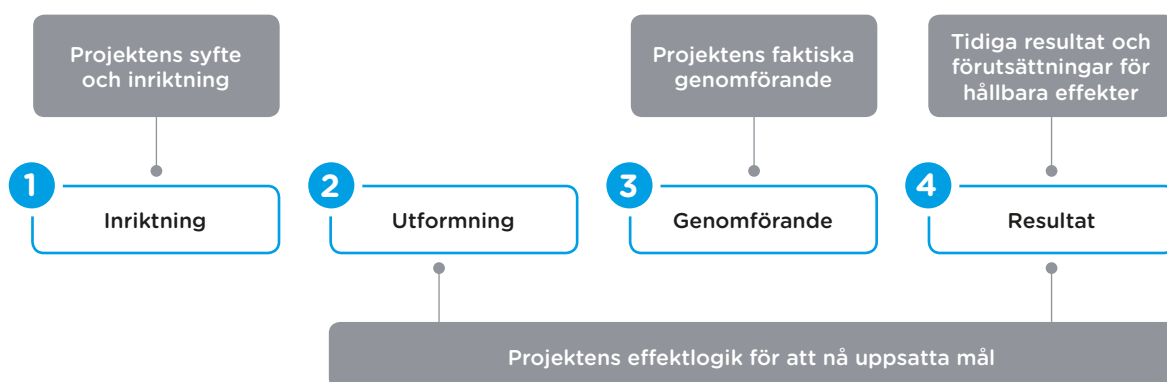 Projektens syfte
och inriktning
Projektens faktiska
genomförande
Tidiga resultat och
förutsättningar för
hållbara effekter
1
Inriktning
2
Utformning
3
Genomförande
4
Resultat
Projektens effektlogik för att nå uppsatta mål